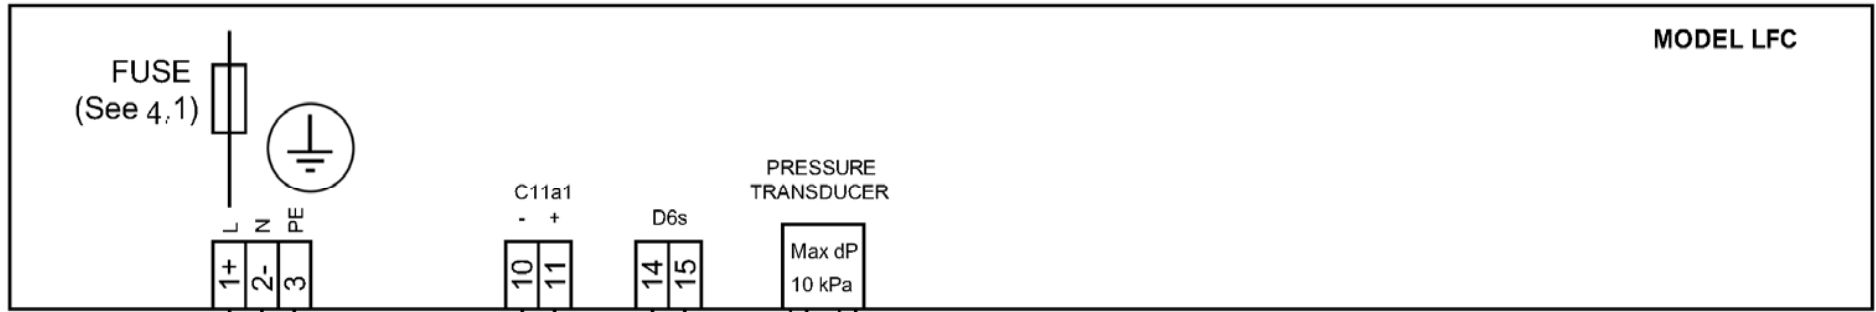 MODEL LFC
FUSE
(See 4.1)
PRESSURE
TRANSDUCER
C11a1
- +
D6s
L N PE
Max dP
10 kPa
1+ 2- 3
10 11
14 15